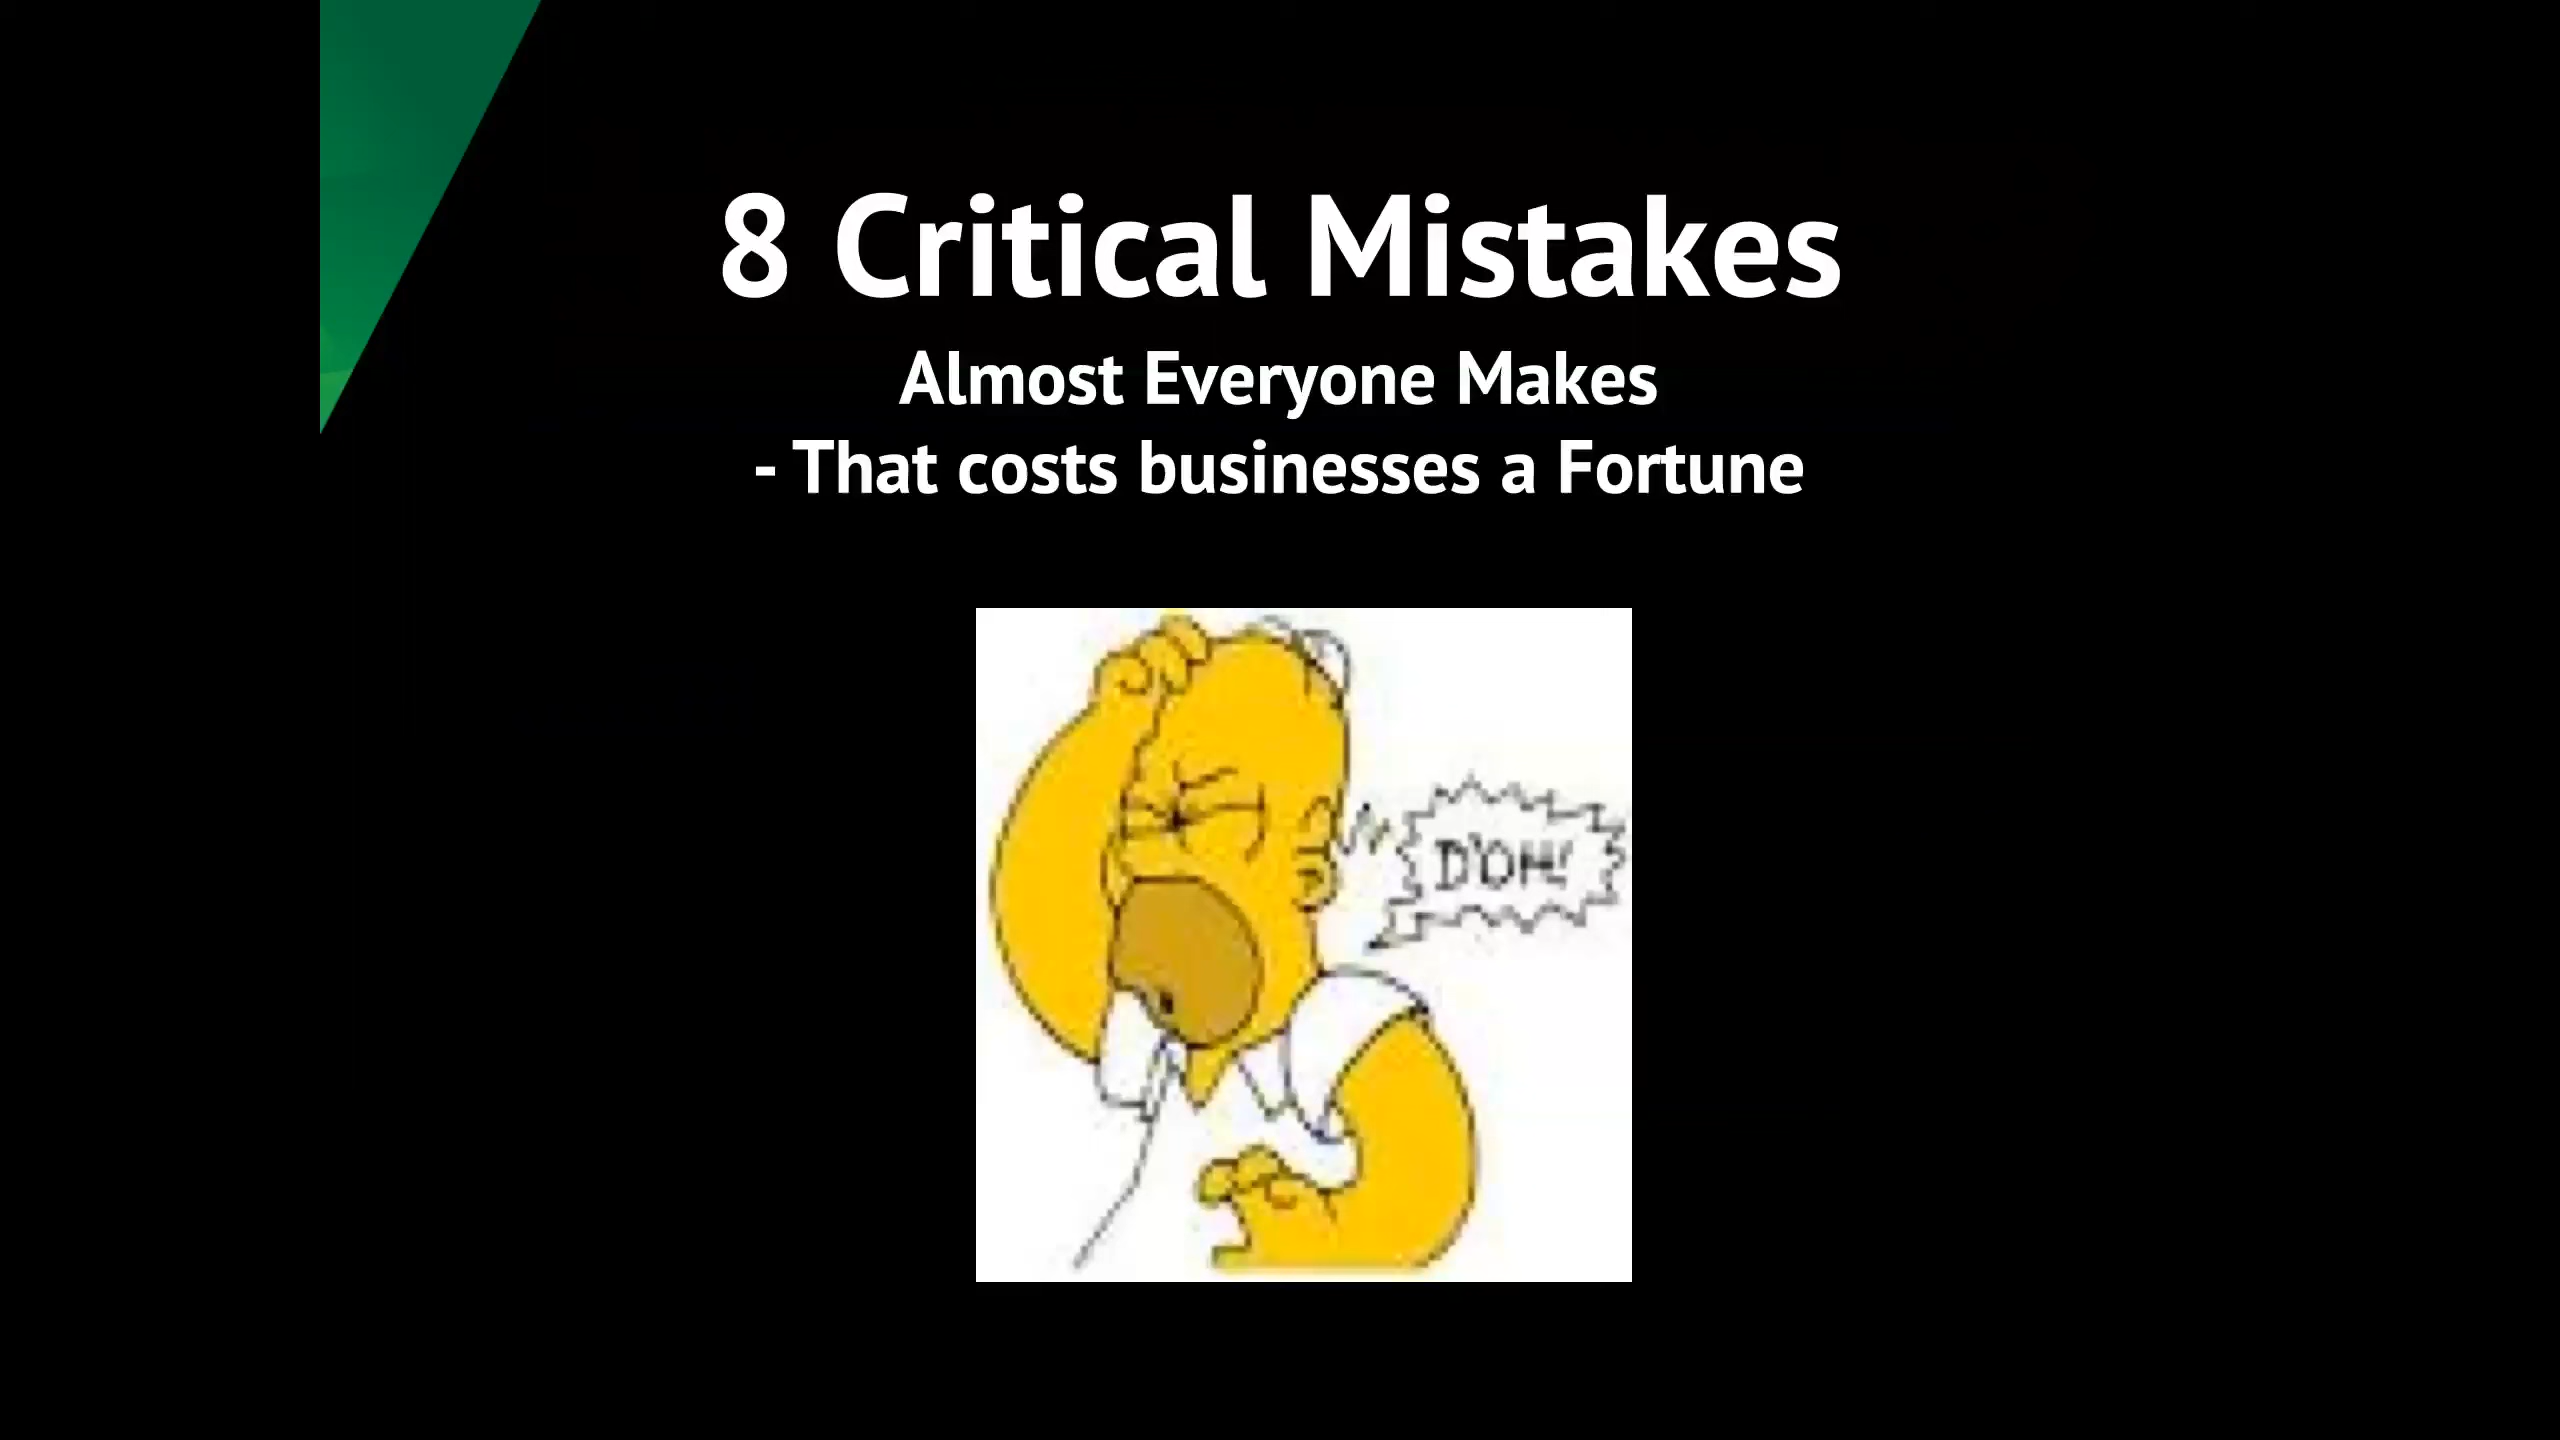 8 Critical Mistakes
Almost Everyone Makes
- That costs businesses a Fortune
D'OH!